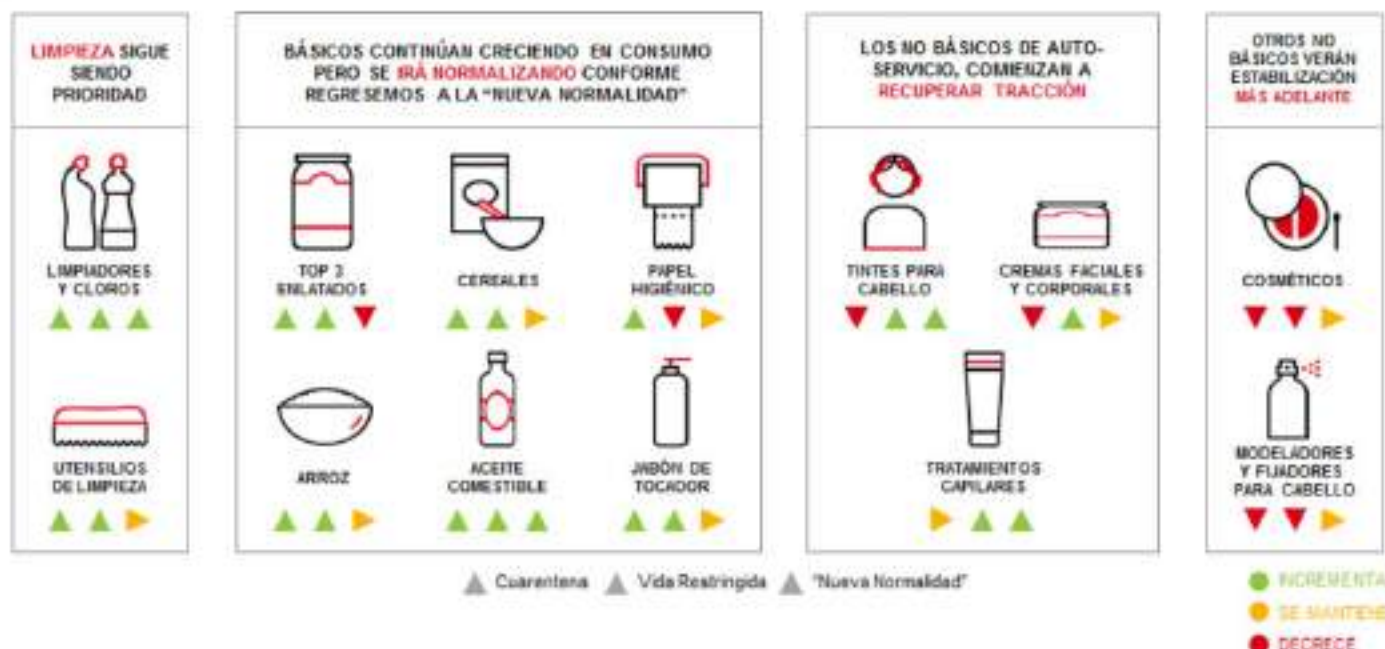 LIMPIEZA SIGUE
SIENDO
PRIORIDAD
LIMPIADORES
Y CLOROS
UTENSILIOS
DE LIMPIEZA
BÁSICOS CONTINÚAN CRECIENDO EN CONSUMO
PERO SE IRÁ NORMALIZANDO CONFORME
REGRESEMOS A LA "NUEVA NORMALIDAD"
TOP 3
ENLATADOS
CEREALES
PAPEL
HIGIÉNICO
ARROZ
ACEITE
COMESTIBLE
JABÓN DE
TOCADOR
LOS NO BÁSICOS DE AUTO-
SERVICIO, COMIENZAN A
RECUPERAR TRACCIÓN
TINTES PARA
CABELLO
CREMAS FACIALES
Y CORPORALES
TRATAMIENTOS
CAPILARES
OTROS NO
BÁSICOS VERÁN
ESTABILIZACIÓN
MÁS ADELANTE
COSMÉTICOS
MODELADORES
Y FIJADORES
PARA CABELLO
Cuarentena Vida Restringida "Nueva Normalidad"
INCREMENTA
SE MANTIENE
DECRECE